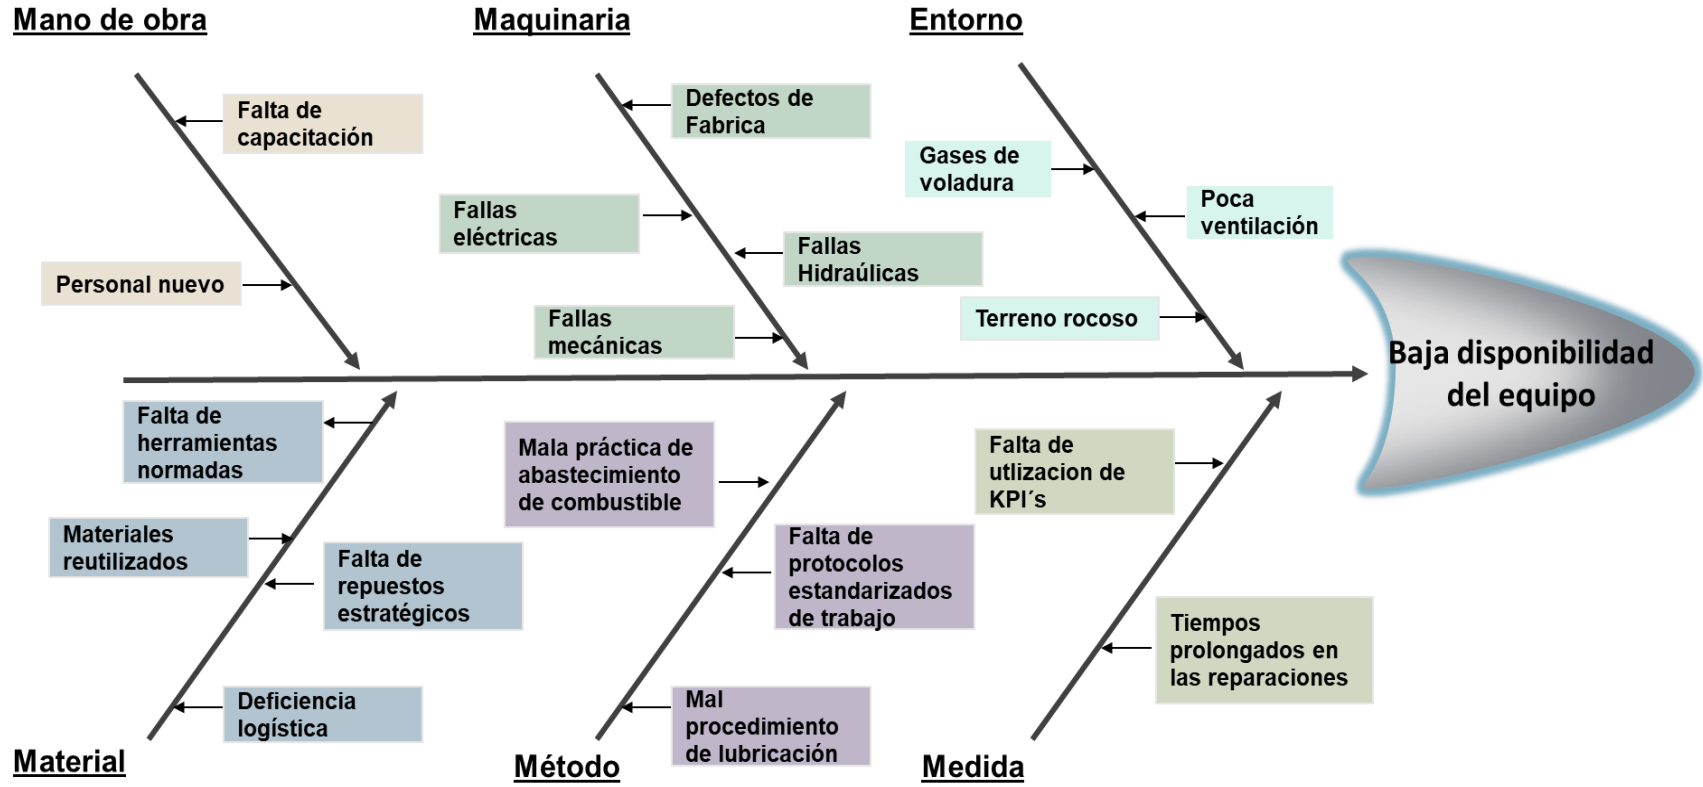 Mano de obra
Maquinaria
Entorno
Falta de
capacitación
Personal nuevo
Defectos de
Fabrica
Fallas
eléctricas
Fallas
Hidraúlicas
Fallas
mecánicas
Gases de
voladura
Poca
ventilación
Terreno rocoso
Baja disponibilidad
del equipo
Falta de
herramientas
normadas
Materiales
reutilizados
Falta de
repuestos
estratégicos
Deficiencia
logística
Mala práctica de
abastecimiento
de combustible
Falta de
protocolos
estandarizados
de trabajo
Mal
procedimiento
de lubricación
Falta de
utlizacion de
KPI´s
Tiempos
prolongados en
las reparaciones
Material
Método
Medida